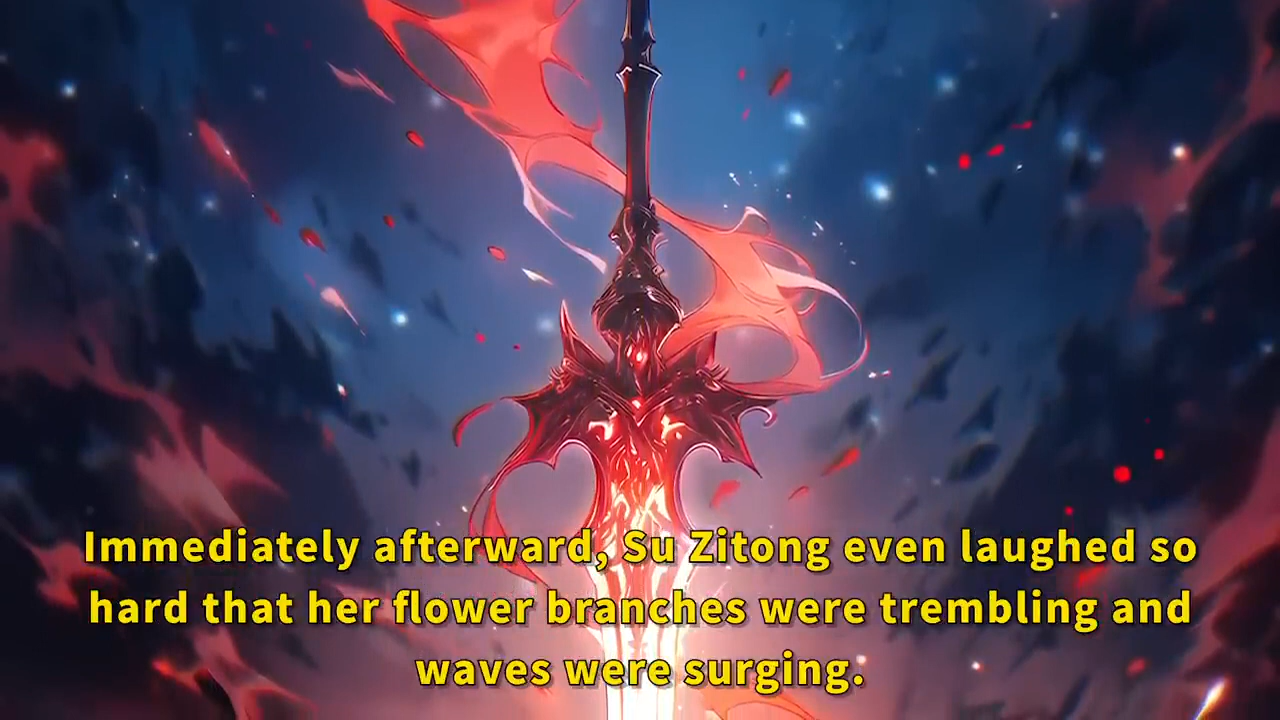 Immediately afterward, Su Zitong even laughed so
hard that her flower branches were trembling and
waves were surging.